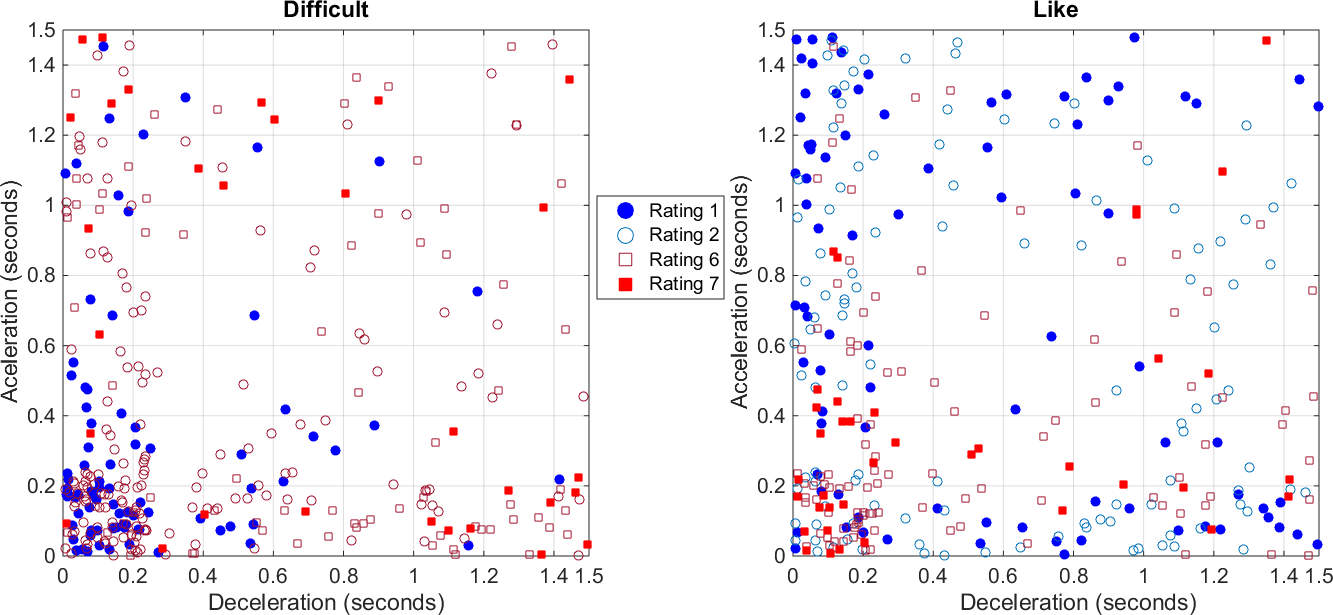 Difficult
1.5
1.4
1.2
1
0.8
0.6
0.4
0.2
0
Aceleration (seconds)
0 0.2 0.4 0.6 0.8 1 1.2 1.4 1.5
Deceleration (seconds)
Rating 1
Rating 2
Rating 6
Rating 7
Like
1.5
1.4
1.2
1
0.8
0.6
0.4
0.2
0
Acceleration (seconds)
0 0.2 0.4 0.6 0.8 1 1.2 1.4 1.5
Deceleration (seconds)